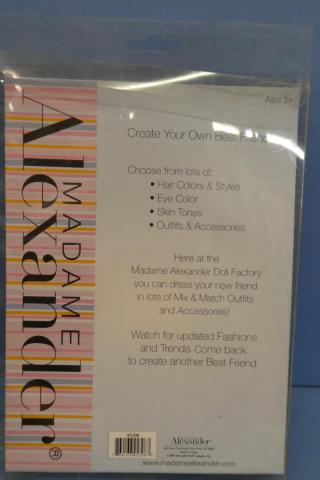 Ages 3+
MADAME
Alexander®
Create Your Own Best Friend
Choose from lots of:
• Hair Colors & Styles
• Eye Color
• Skin Tones
• Outfits & Accessories
Here at the
Madame Alexander Doll Factory
you can dress your new friend
in lots of Mix & Match Outfits
and Accessories!
Watch for updated Fashions
and Trends. Come back
to create another Best Friend
Alexander
www.madamealexander.com